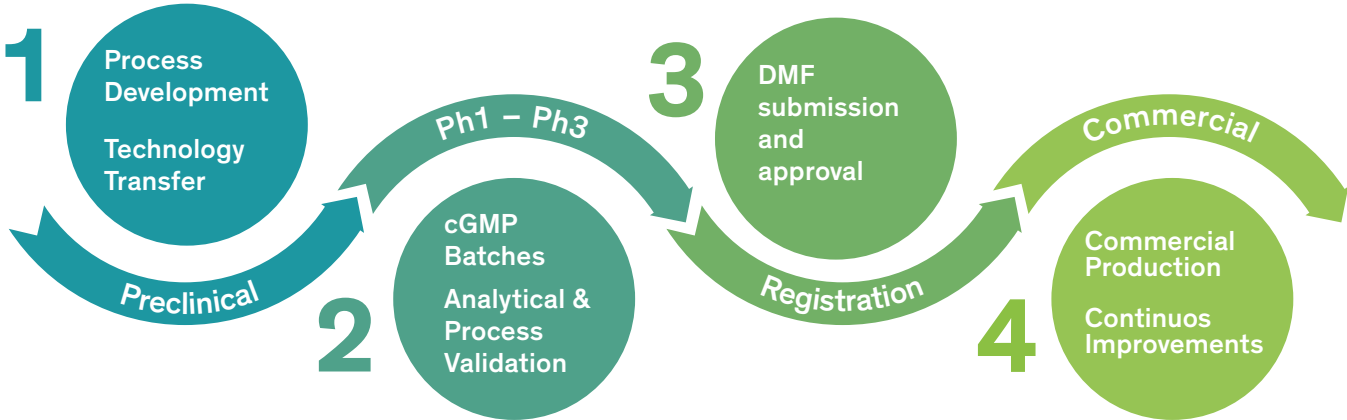 1
Process
Development
Technology
Transfer
Preclinical
2
Ph1 – Ph3
cGMP
Batches
Analytical &
Process
Validation
3
DMF
submission
and
approval
Registration
4
Commercial
Commercial
Production
Continuos
Improvements